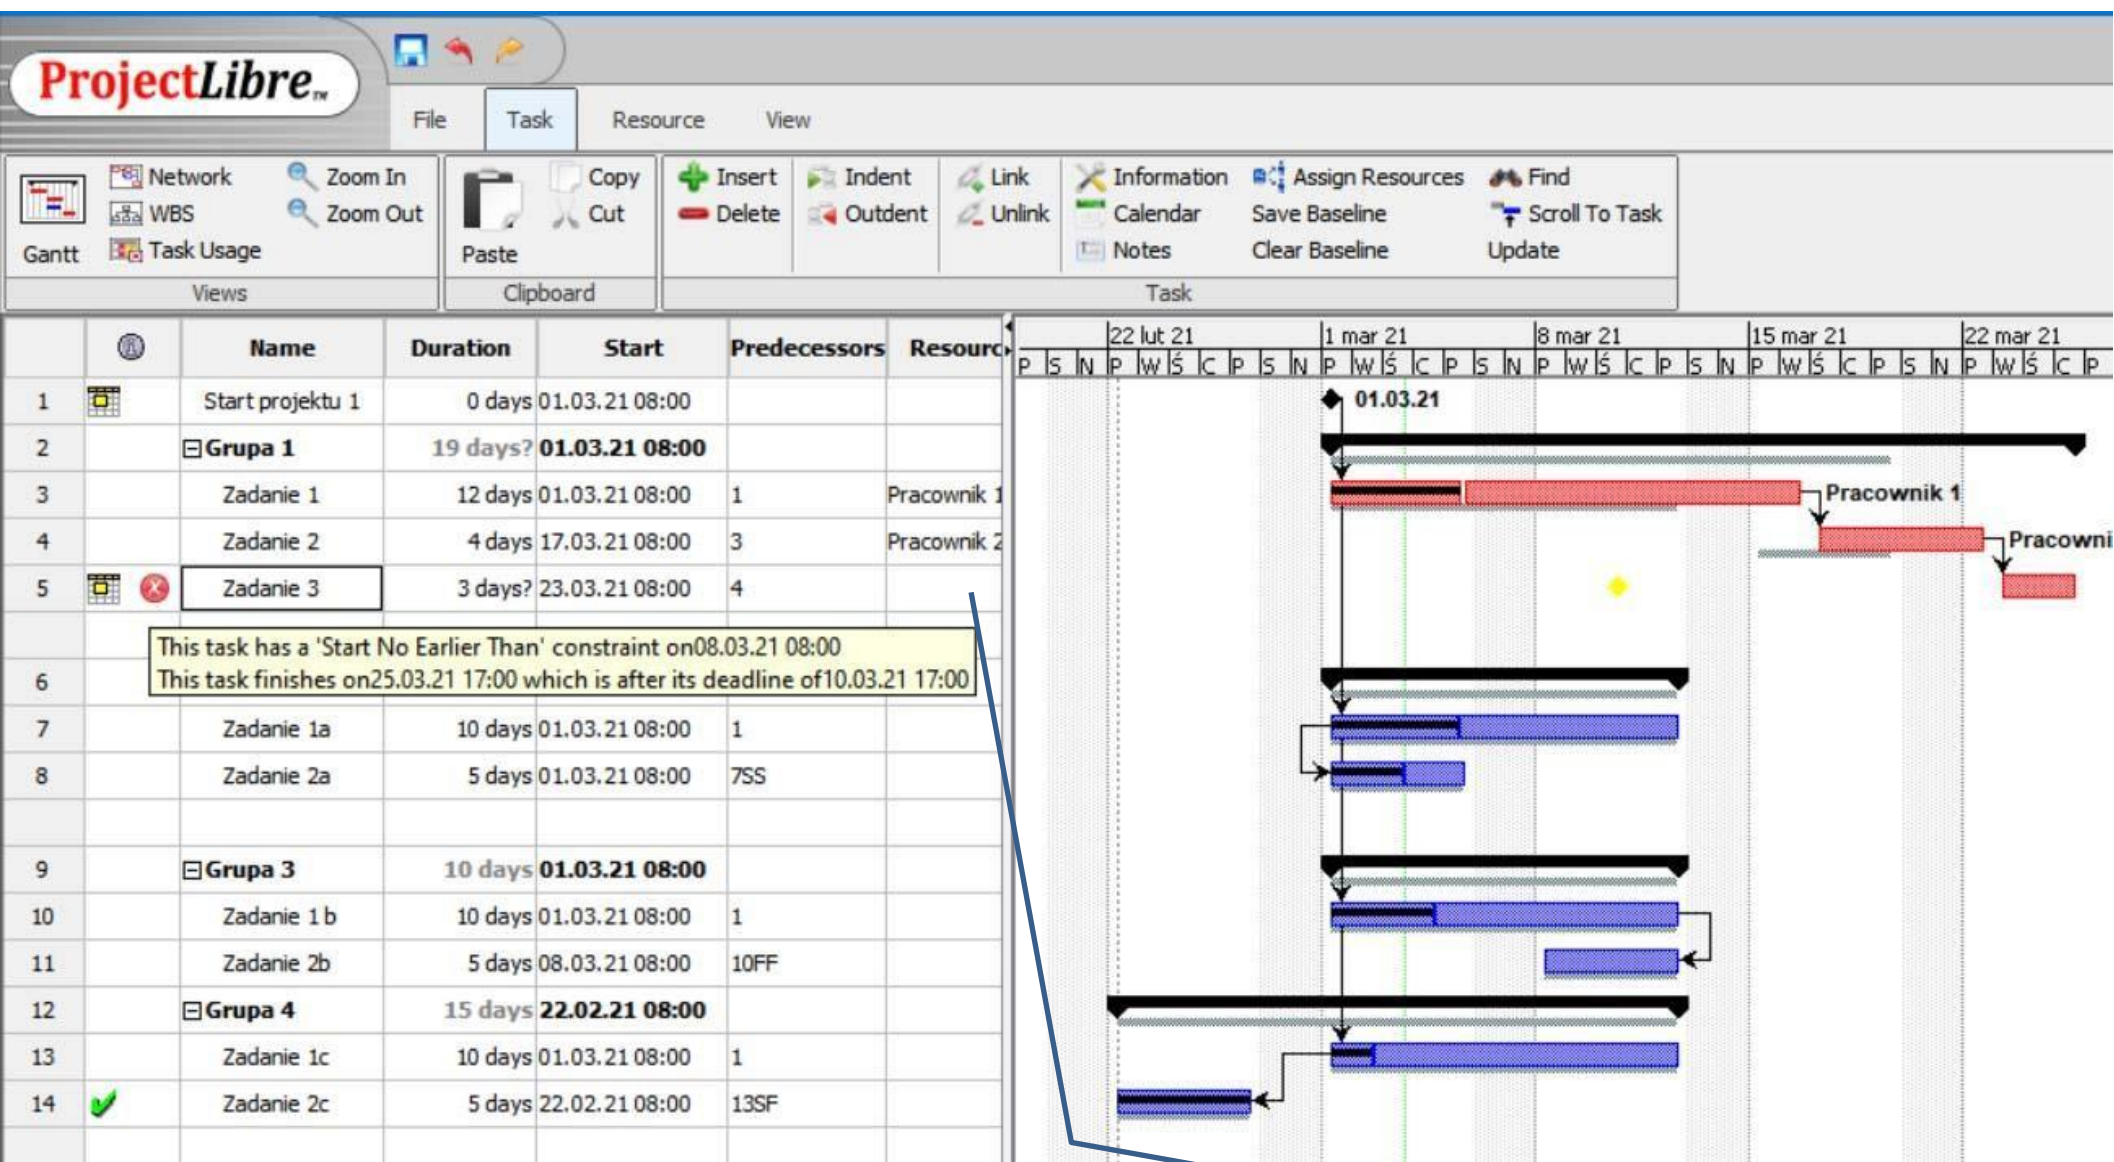 ProjectLibre™
File Task Resource View
Network Zoom In Copy Insert Indent Link Information Assign Resources Find
WBS Zoom Out Cut Delete Outdent Unlink Calendar Save Baseline Scroll To Task
Gantt Task Usage Paste Notes Clear Baseline Update
Views Clipboard Task
Name Duration Start Predecessors Resourc
22 lut 21 1 mar 21 8 mar 21 15 mar 21 22 mar 21
P S N P W Ś C P S N P W Ś C P S N P W Ś C P S N P W Ś C P S N P W Ś C P
1 Start projektu 1 0 days 01.03.21 08:00 01.03.21
2 Grupa 1 19 days? 01.03.21 08:00
3 Zadanie 1 12 days 01.03.21 08:00 1 Pracownik 1 Pracownik 1
4 Zadanie 2 4 days 17.03.21 08:00 3 Pracownik 2 Pracowni
5 Zadanie 3 3 days? 23.03.21 08:00 4
This task has a 'Start No Earlier Than' constraint on08.03.21 08:00
6 This task finishes on25.03.21 17:00 which is after its deadline of10.03.21 17:00
7 Zadanie 1a 10 days 01.03.21 08:00 1
8 Zadanie 2a 5 days 01.03.21 08:00 7SS
9 Grupa 3 10 days 01.03.21 08:00
10 Zadanie 1b 10 days 01.03.21 08:00 1
11 Zadanie 2b 5 days 08.03.21 08:00 10FF
12 Grupa 4 15 days 22.02.21 08:00
13 Zadanie 1c 10 days 01.03.21 08:00 1
14 Zadanie 2c 5 days 22.02.21 08:00 13SF